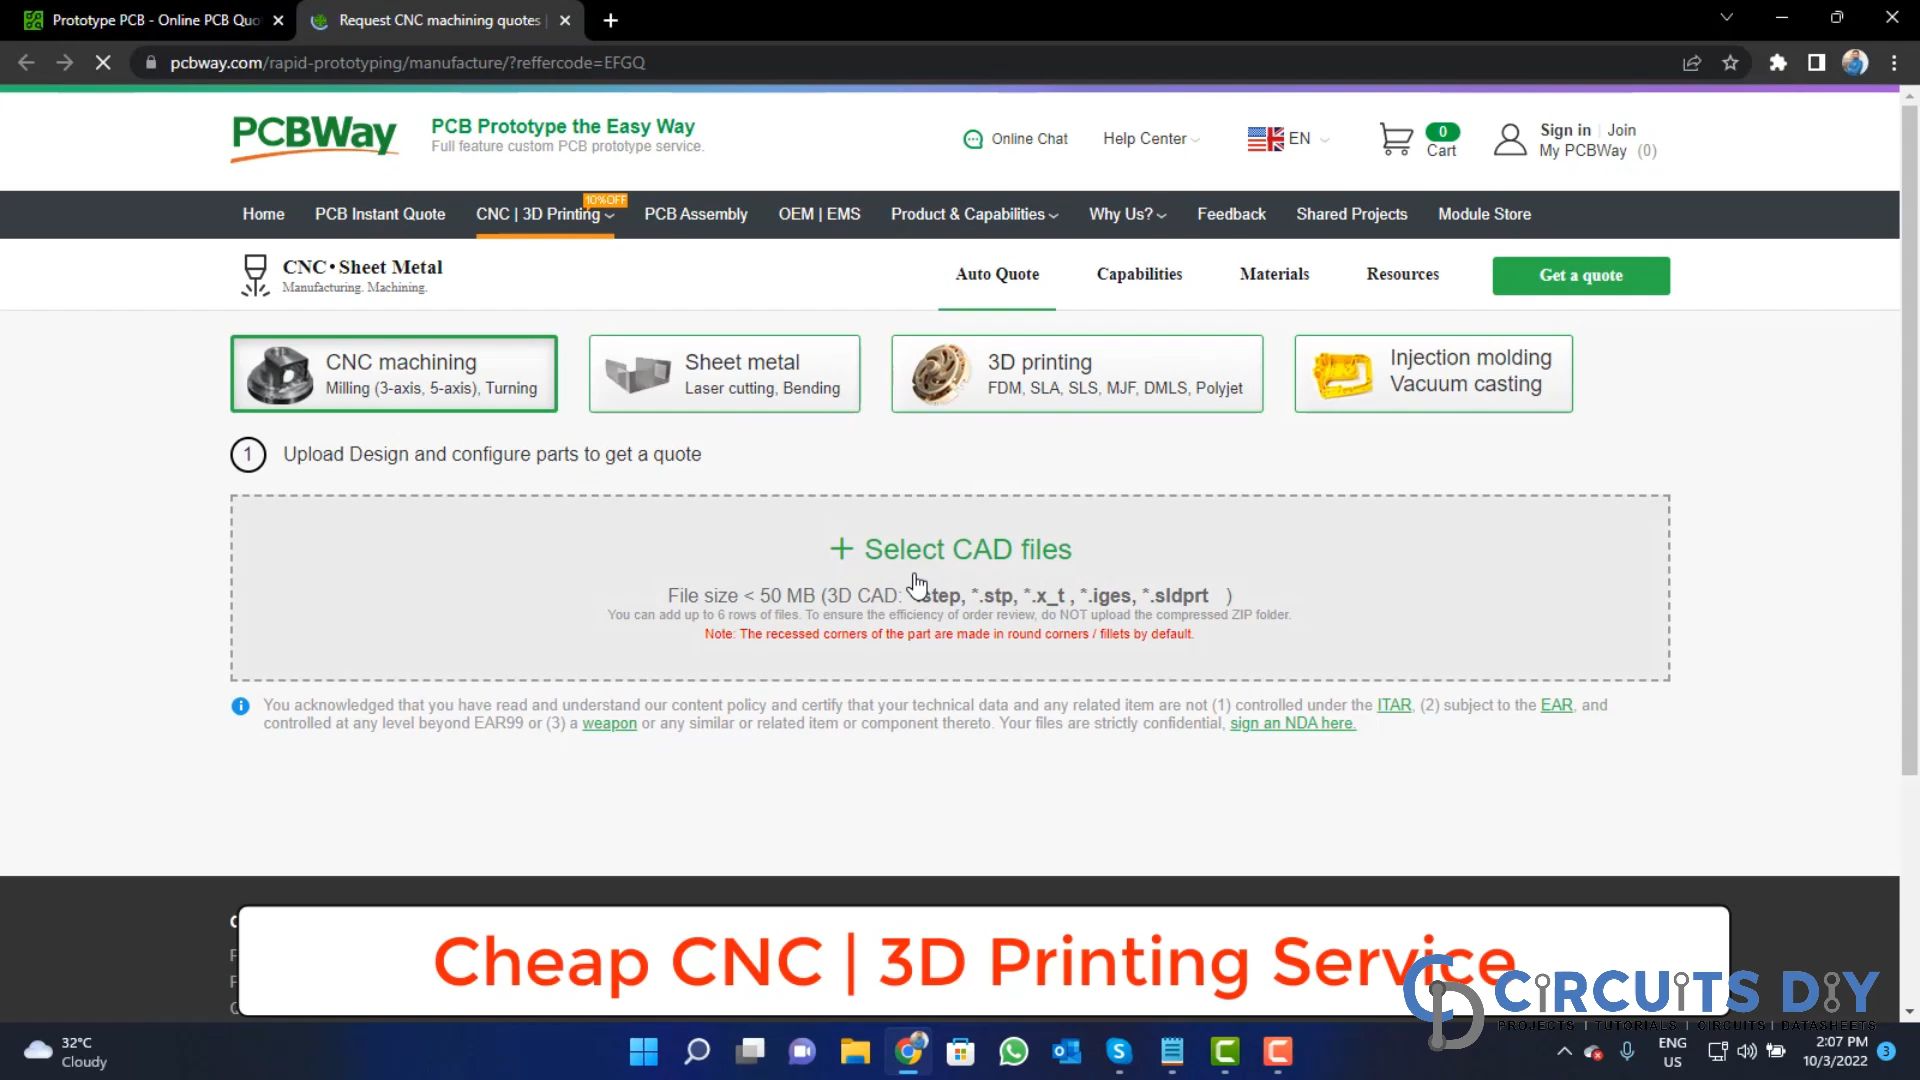 Prototype PCB - Online PCB Quo
Request CNC machining quotes |
pcbway.com/rapid-prototyping/manufacture/?reffercode=EFGQ
PCBWay
PCB Prototype the Easy Way
Full feature custom PCB prototype service.
Online Chat
Help Center
EN
0
Cart
Sign in | Join
My PCBWay (0)
10%OFF
Home
PCB Instant Quote
CNC | 3D Printing
PCB Assembly
OEM | EMS
Product & Capabilities
Why Us?
Feedback
Shared Projects
Module Store
CNC•Sheet Metal
Manufacturing. Machining.
Auto Quote
Capabilities
Materials
Resources
Get a quote
CNC machining
Milling (3-axis, 5-axis), Turning
Sheet metal
Laser cutting, Bending
3D printing
FDM, SLA, SLS, MJF, DMLS, Polyjet
Injection molding
Vacuum casting
1 Upload Design and configure parts to get a quote
+ Select CAD files
File size < 50 MB (3D CAD: step, *.stp, *.x_t , *.iges, *.sldprt )
You can add up to 6 rows of files. To ensure the efficiency of order review, do NOT upload the compressed ZIP folder.
Note: The recessed corners of the part are made in round corners / fillets by default.
You acknowledged that you have read and understand our content policy and certify that your technical data and any related item are not (1) controlled under the ITAR, (2) subject to the EAR, and
controlled at any level beyond EAR99 or (3) a weapon or any similar or related item or component thereto. Your files are strictly confidential, sign an NDA here.
Cheap CNC | 3D Printing Service
CIRCUITS DIY
PROJECTS | TUTORIALS | CIRCUITS | DATASHEETS
32°C
Cloudy
ENG
US
2:07 PM
10/3/2022
3